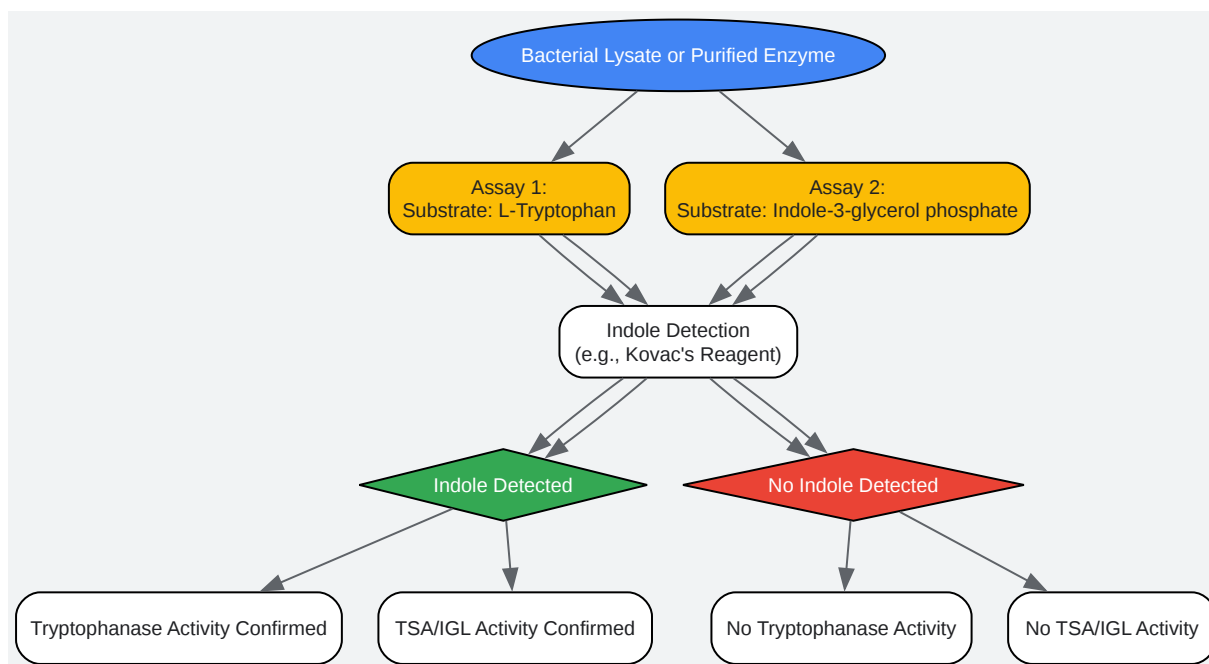 Bacterial Lysate or Purified Enzyme
Assay 1:
Substrate: L-Tryptophan
Assay 2:
Substrate: Indole-3-glycerol phosphate
Indole Detection
(e.g., Kovac's Reagent)
Indole Detected
No Indole Detected
Tryptophanase Activity Confirmed
TSA/IGL Activity Confirmed
No Tryptophanase Activity
No TSA/IGL Activity